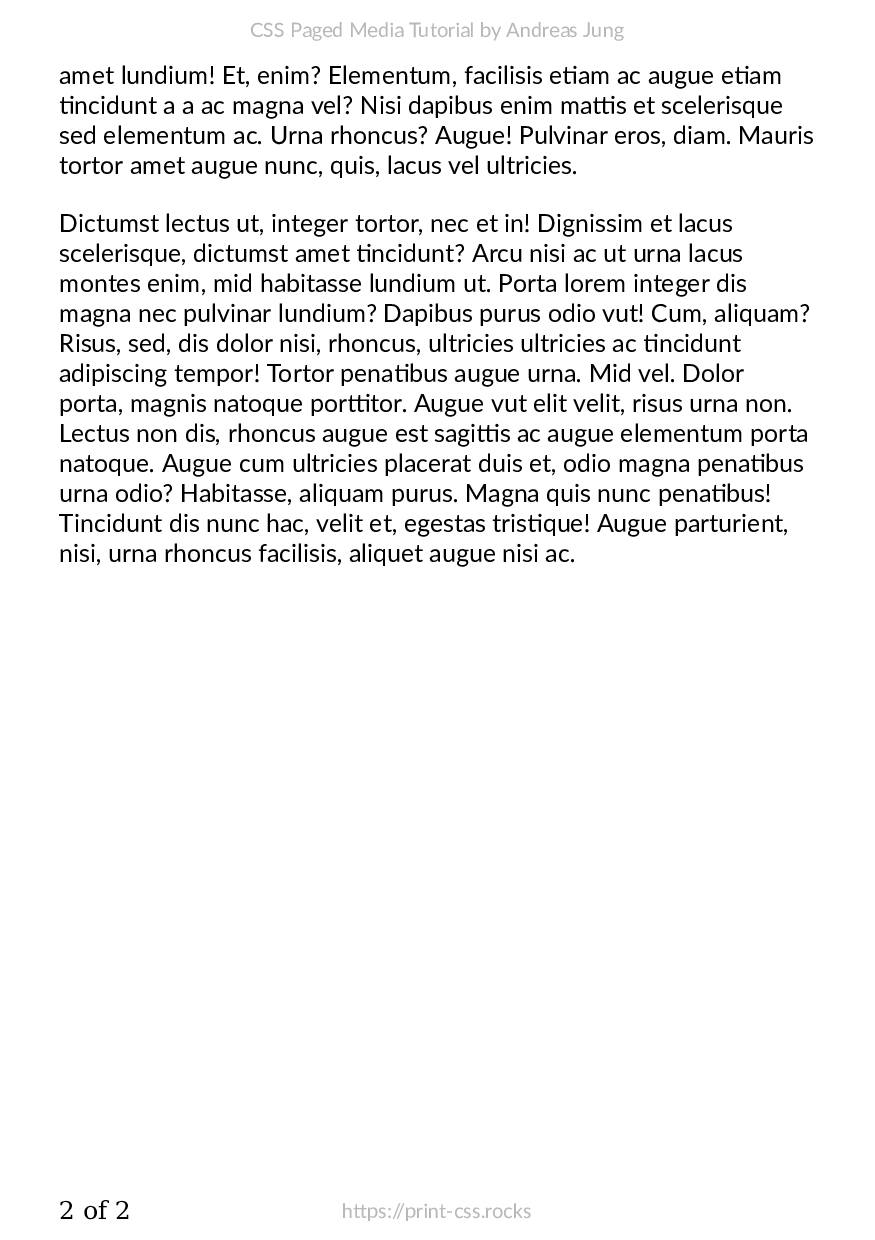 CSS Paged Media Tutorial by Andreas Jung
amet lundium! Et, enim? Elementum, facilisis etiam ac augue etiam
tincidunt a a ac magna vel? Nisi dapibus enim mattis et scelerisque
sed elementum ac. Urna rhoncus? Augue! Pulvinar eros, diam. Mauris
tortor amet augue nunc, quis, lacus vel ultricies.
Dictumst lectus ut, integer tortor, nec et in! Dignissim et lacus
scelerisque, dictumst amet tincidunt? Arcu nisi ac ut urna lacus
montes enim, mid habitasse lundium ut. Porta lorem integer dis
magna nec pulvinar lundium? Dapibus purus odio vut! Cum, aliquam?
Risus, sed, dis dolor nisi, rhoncus, ultricies ultricies ac tincidunt
adipiscing tempor! Tortor penatibus augue urna. Mid vel. Dolor
porta, magnis natoque porttitor. Augue vut elit velit, risus urna non.
Lectus non dis, rhoncus augue est sagittis ac augue elementum porta
natoque. Augue cum ultricies placerat duis et, odio magna penatibus
urna odio? Habitasse, aliquam purus. Magna quis nunc penatibus!
Tincidunt dis nunc hac, velit et, egestas tristique! Augue parturient,
nisi, urna rhoncus facilisis, aliquet augue nisi ac.
2 of 2
https://print-css.rocks